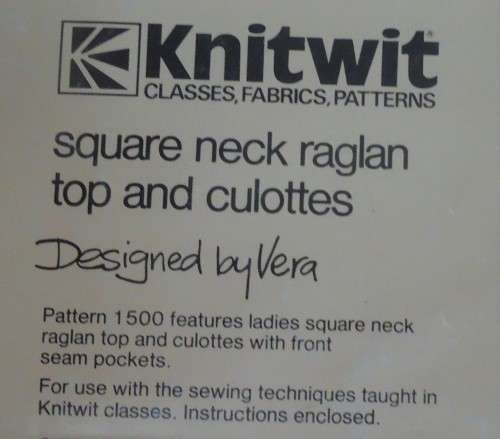 Knitwit
CLASSES, FABRICS, PATTERNS
square neck raglan
top and culottes
Designed by Vera
Pattern 1500 features ladies square neck
raglan top and culottes with front
seam pockets.
For use with the sewing techniques taught in
Knitwit classes. Instructions enclosed.